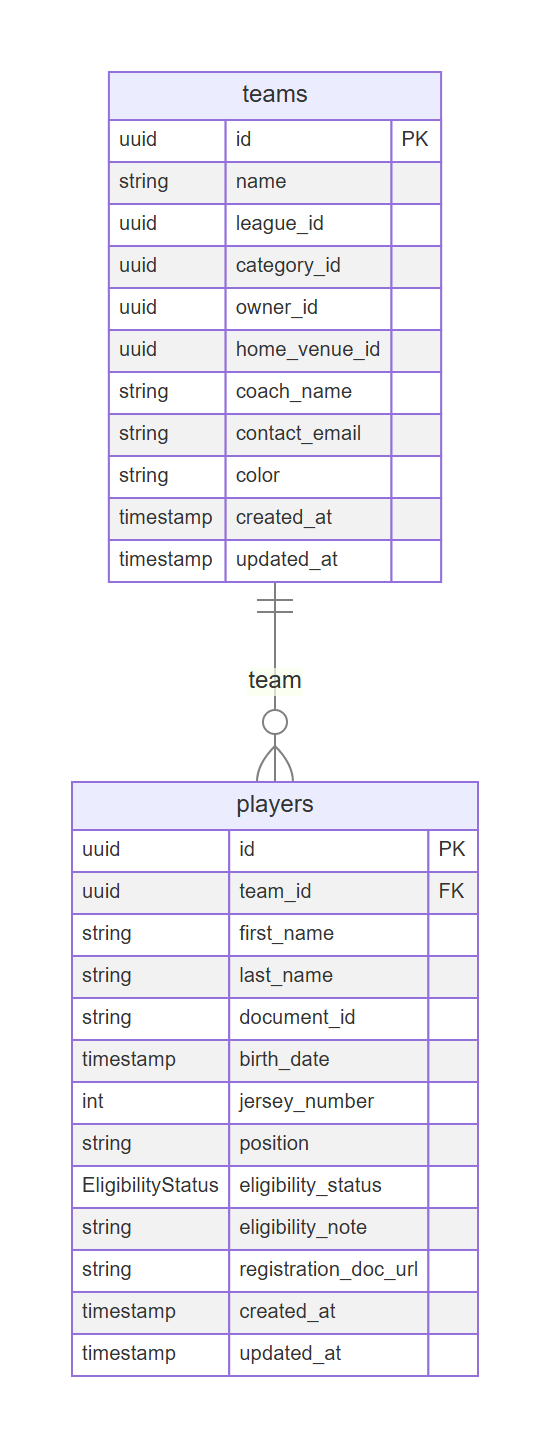 teams
uuid id PK
string name
uuid league_id
uuid category_id
uuid owner_id
uuid home_venue_id
string coach_name
string contact_email
string color
timestamp created_at
timestamp updated_at
team
players
uuid id PK
uuid team_id FK
string first_name
string last_name
string document_id
timestamp birth_date
int jersey_number
string position
EligibilityStatus eligibility_status
string eligibility_note
string registration_doc_url
timestamp created_at
timestamp updated_at